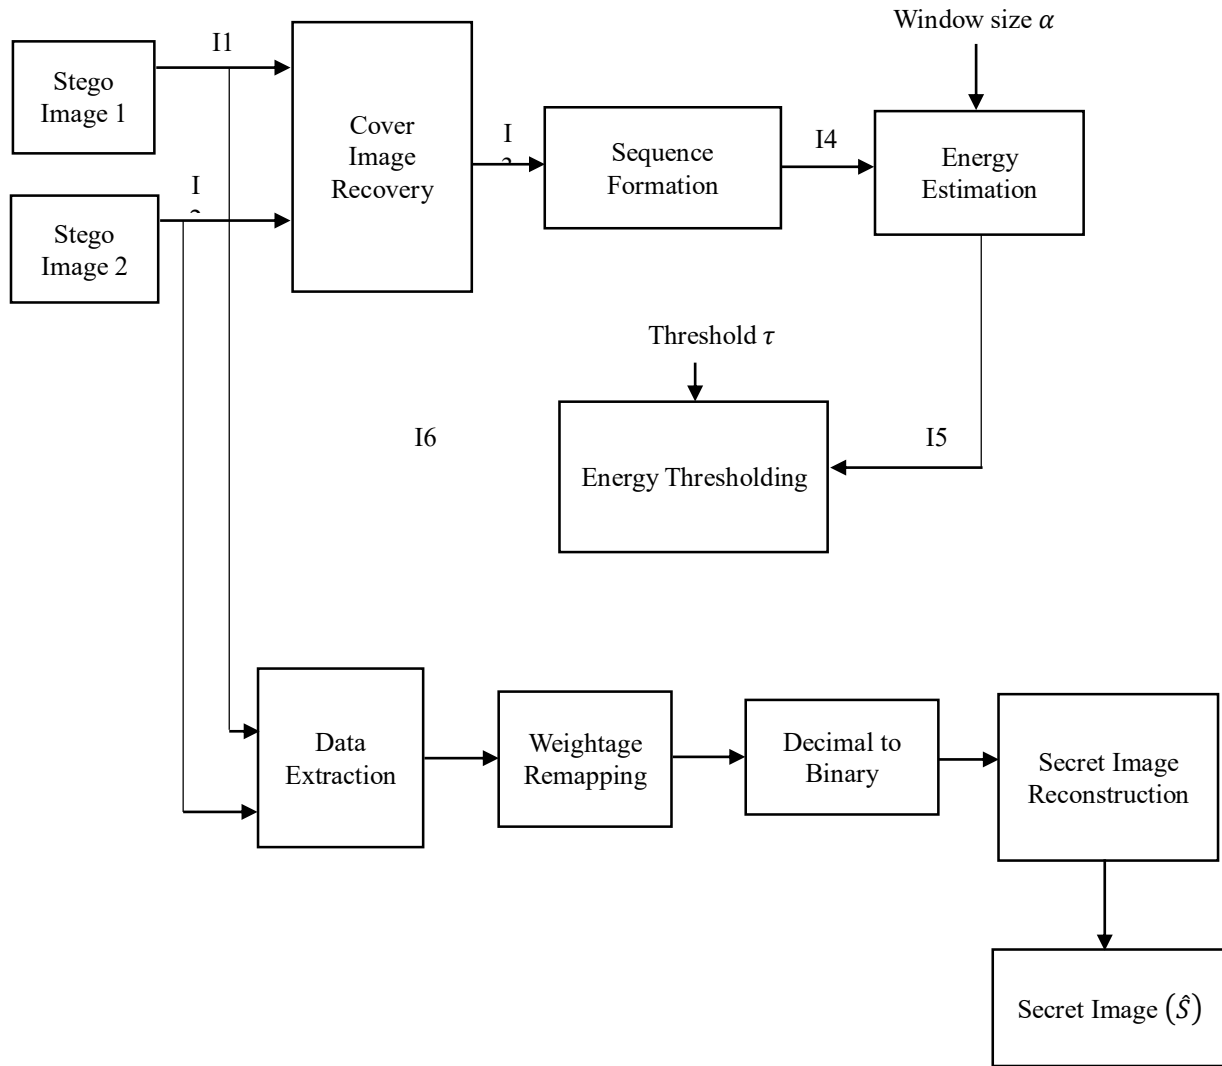 Window size α
I1
Stego
Image 1
Cover
Image
Recovery
I
Sequence
Formation
I4
Energy
Estimation
I
Stego
Image 2
Threshold τ
I6
I5
Energy Thresholding
Data
Extraction
Weightage
Remapping
Decimal to
Binary
Secret Image
Reconstruction
Secret Image (Ŝ)